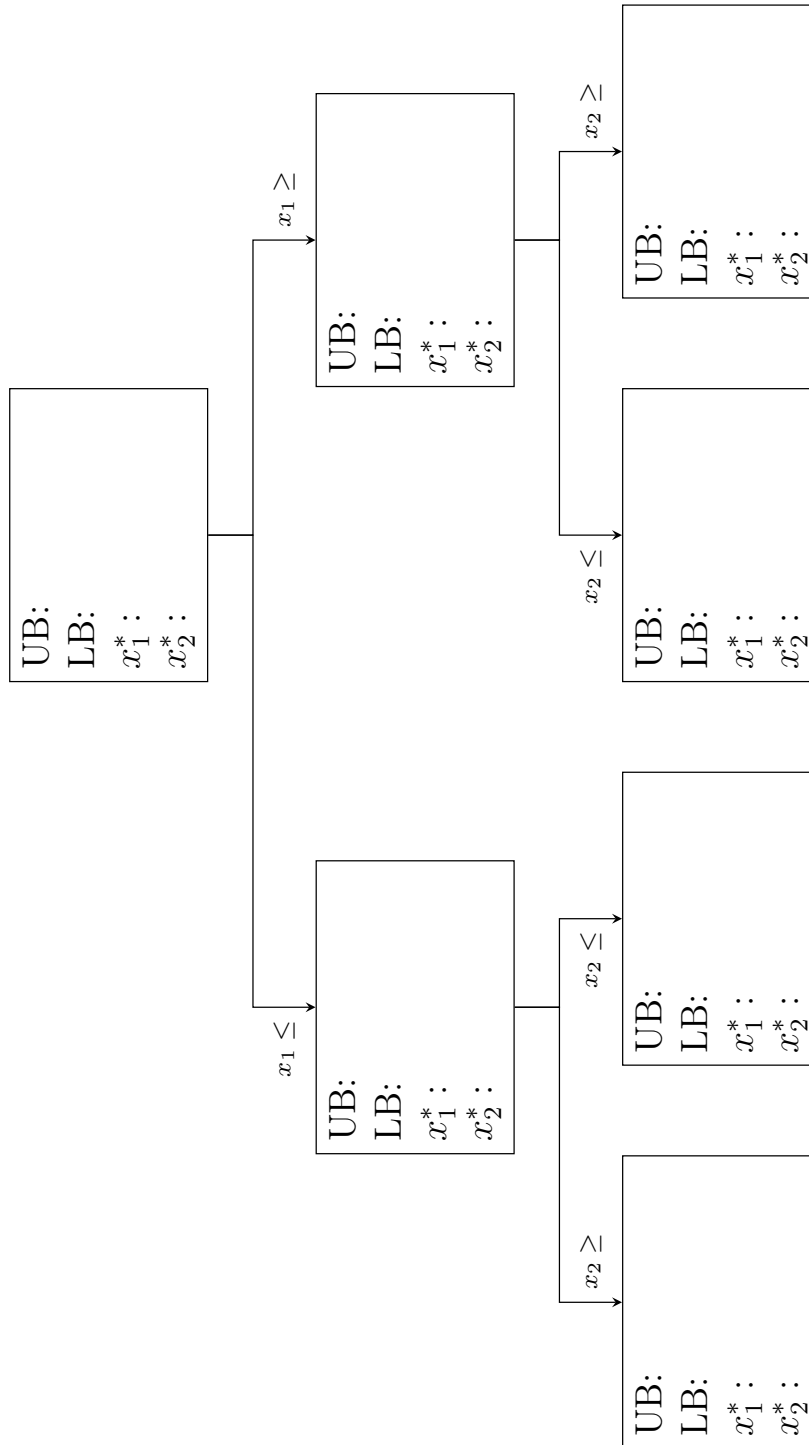 UB:
LB:
x₁* :
x₂* :
x₁ ≤
x₁ ≥
UB:
LB:
x₁* :
x₂* :
UB:
LB:
x₁* :
x₂* :
x₂ ≥
x₂ ≤
x₂ ≤
x₂ ≥
UB:
LB:
x₁* :
x₂* :
UB:
LB:
x₁* :
x₂* :
UB:
LB:
x₁* :
x₂* :
UB:
LB:
x₁* :
x₂* :